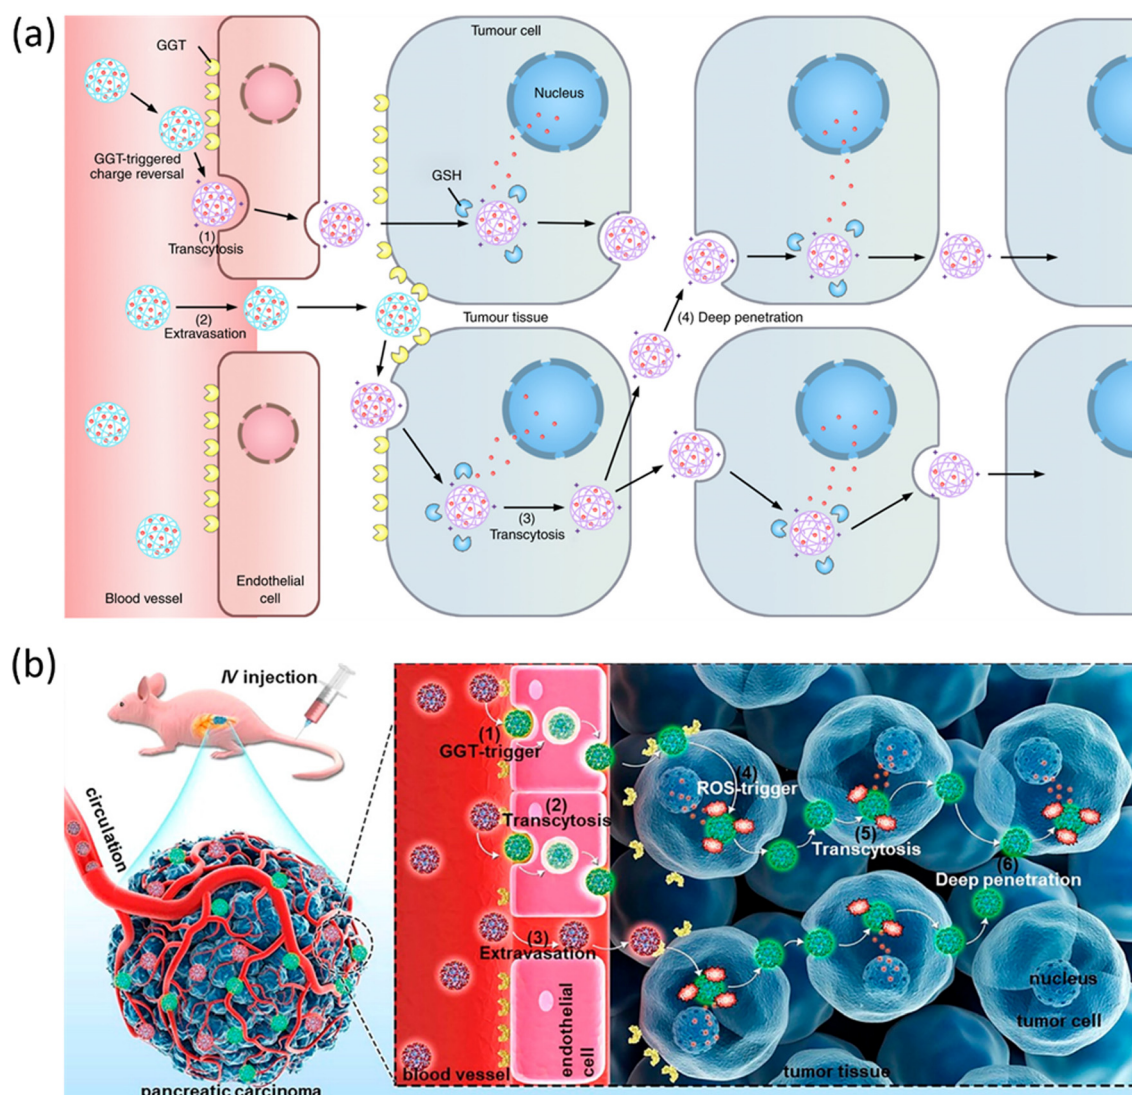 (a)
GGT
Tumour cell
Nucleus
GGT-triggered
charge reversal
GSH
(1)
Transcytosis
(2)
Extravasation
Tumour tissue
(4) Deep penetration
(3)
Transcytosis
Endothelial
cell
Blood vessel
(b)
IV injection
(1)
GGT-trigger
(4)
ROS-trigger
circulation
(2)
Transcytosis
(5)
Transcytosis
(6)
Deep penetration
(3)
Extravasation
endothelial
cell
nucleus
tumor cell
blood vessel
tumor tissue
pancreatic carcinoma